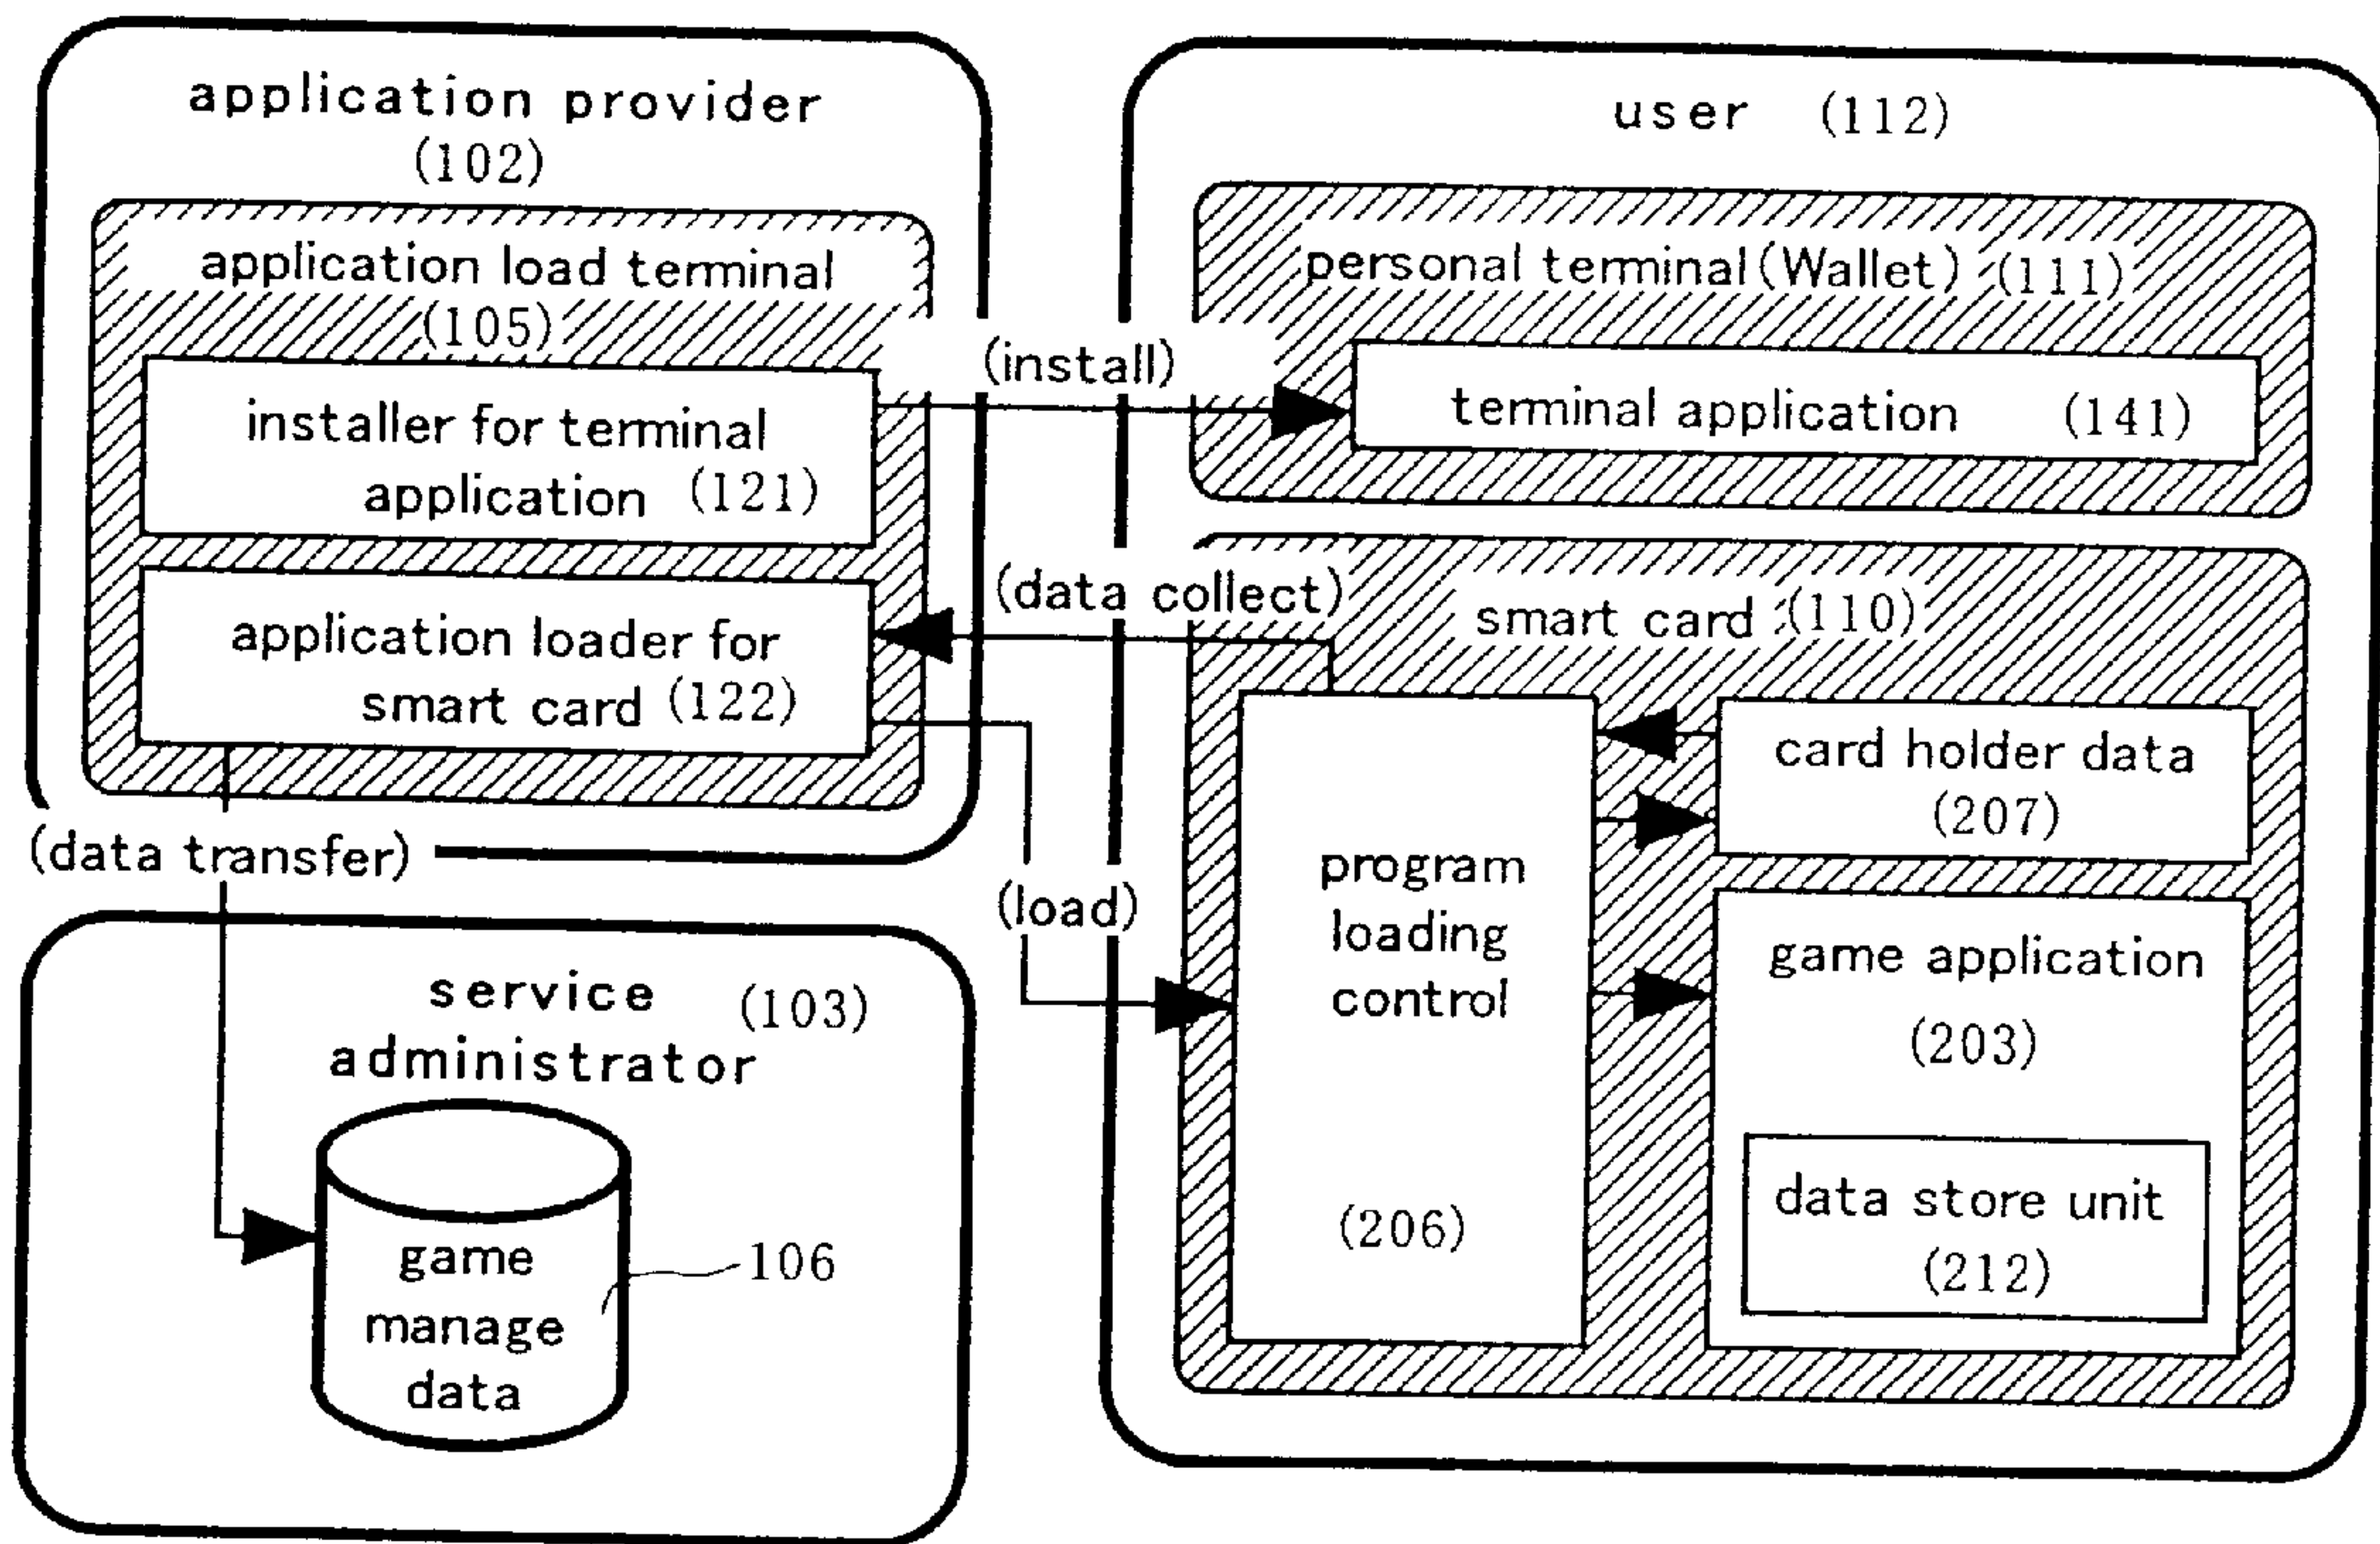 application provider
(102)
application load terminal
(105)
installer for terminal
application (121)
application loader for
smart card (122)
(data transfer)
(install)
(data collect)
(load)
service (103)
administrator
game
manage
data
106
user (112)
personal terminal(Wallet) (111)
terminal application (141)
smart card (110)
program
loading
control
(206)
card holder data
(207)
game application
(203)
data store unit
(212)